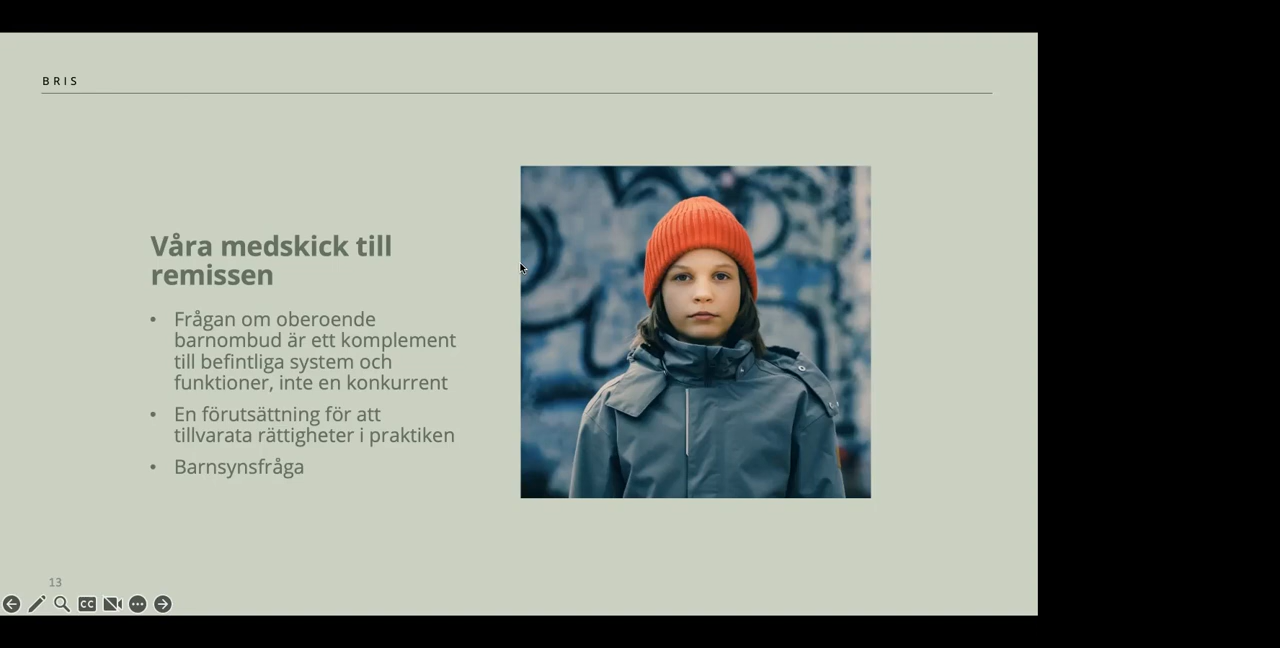 BRIS
Våra medskick till
remissen
• Frågan om oberoende
barnombud är ett komplement
till befintliga system och
funktioner, inte en konkurrent
• En förutsättning för att
tillvarata rättigheter i praktiken
• Barnsynsfråga
13
CC